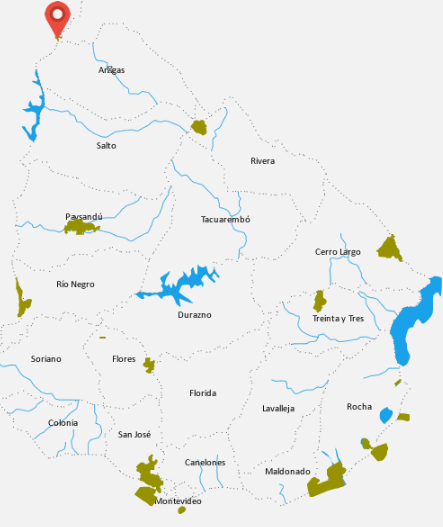 Artigas
Salto
Rivera
Paysandú
Tacuarembó
Cerro Largo
Río Negro
Durazno
Treinta y Tres
Soriano
Flores
Florida
Lavalleja
Rocha
Colonia
San José
Canelones
Maldonado
Montevideo